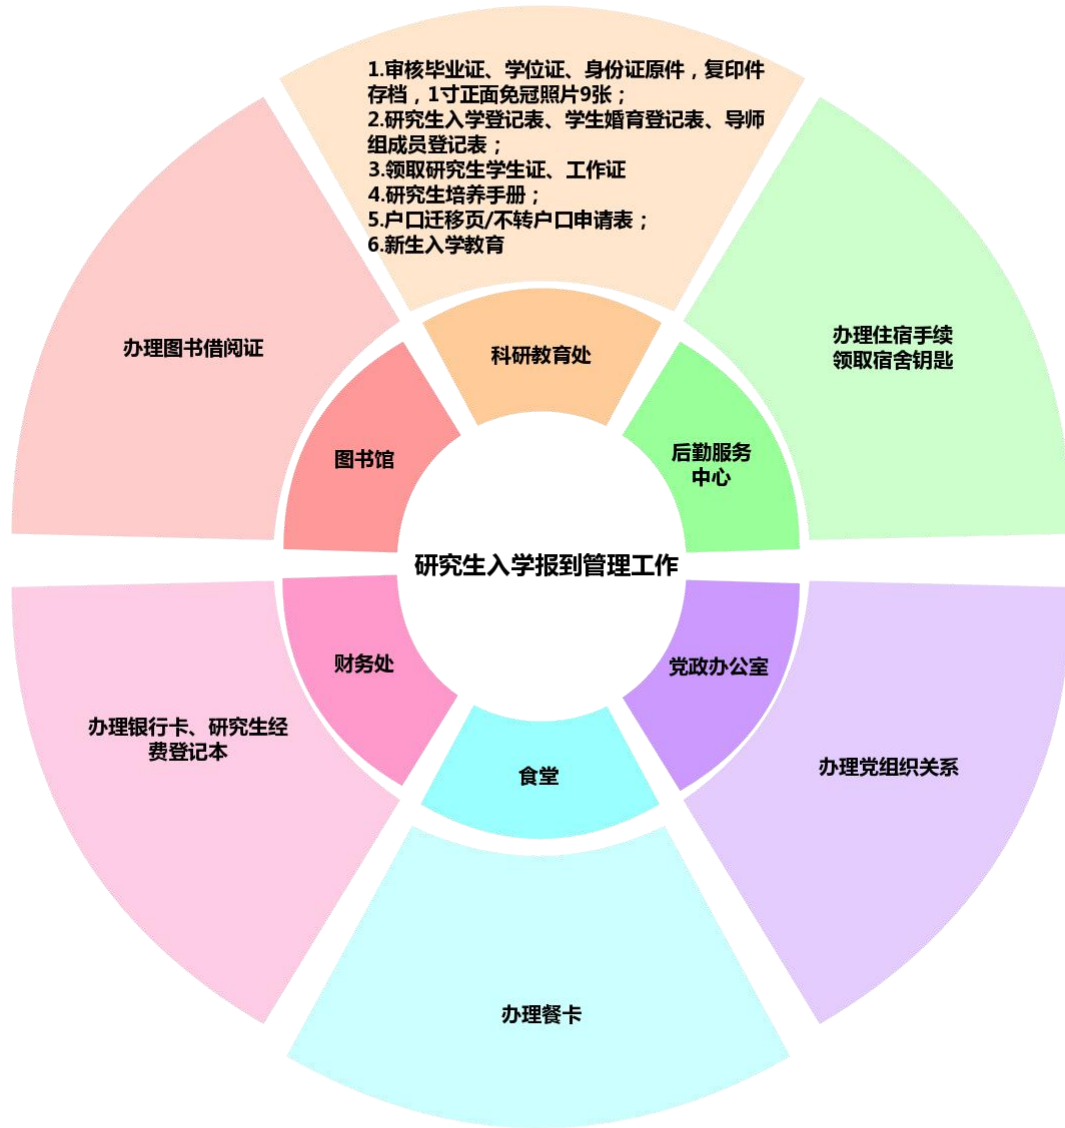 1.审核毕业证、学位证、身份证原件，复印件
存档，1寸正面免冠照片9张；
2.研究生入学登记表、学生婚育登记表、导师
组成员登记表；
3.领取研究生学生证、工作证
4.研究生培养手册；
5.户口迁移页/不转户口申请表；
6.新生入学教育
科研教育处
办理图书借阅证
图书馆
办理住宿手续
领取宿舍钥匙
后勤服务
中心
研究生入学报到管理工作
财务处
办理银行卡、研究生经
费登记本
党政办公室
办理党组织关系
食堂
办理餐卡